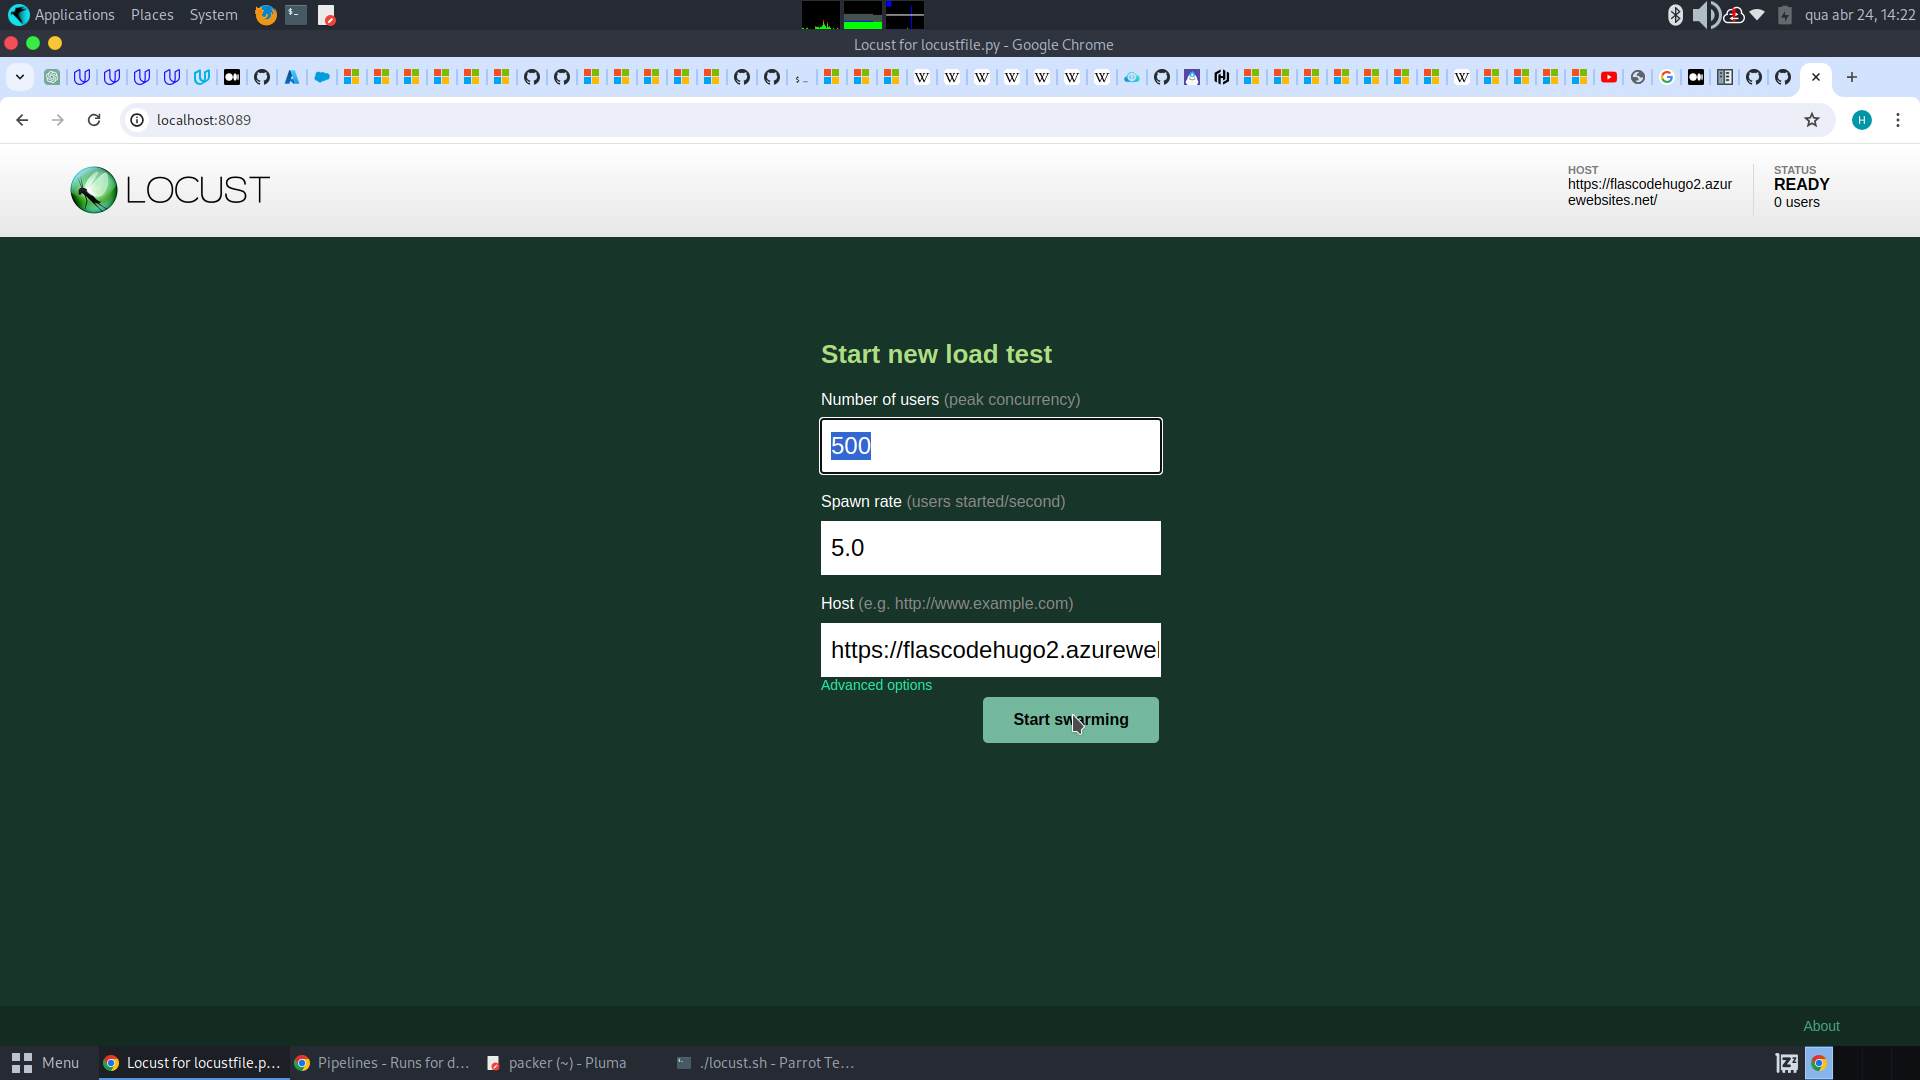 Applications Places System qua abr 24, 14:22
Locust for locustfile.py - Google Chrome
localhost:8089
H
LOCUST
HOST
https://flascodehugo2.azur
ewebsites.net/
STATUS
READY
0 users
Start new load test
Number of users (peak concurrency)
500
Spawn rate (users started/second)
5.0
Host (e.g. http://www.example.com)
https://flascodehugo2.azurewel
Advanced options
Start swarming
About
Menu Locust for locustfile.p... Pipelines - Runs for d... packer (~) - Pluma ./locust.sh - Parrot Te...